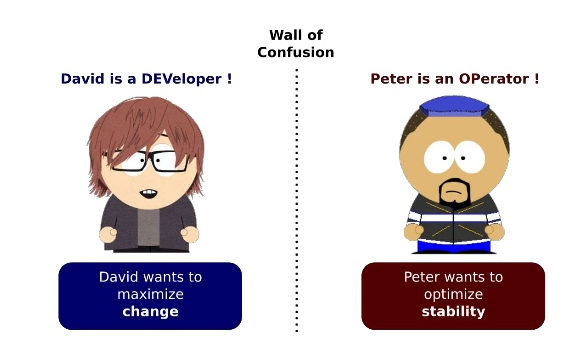 Wall of
Confusion
David is a DEVeloper !
Peter is an OPerator !
David wants to
maximize
change
Peter wants to
optimize
stability